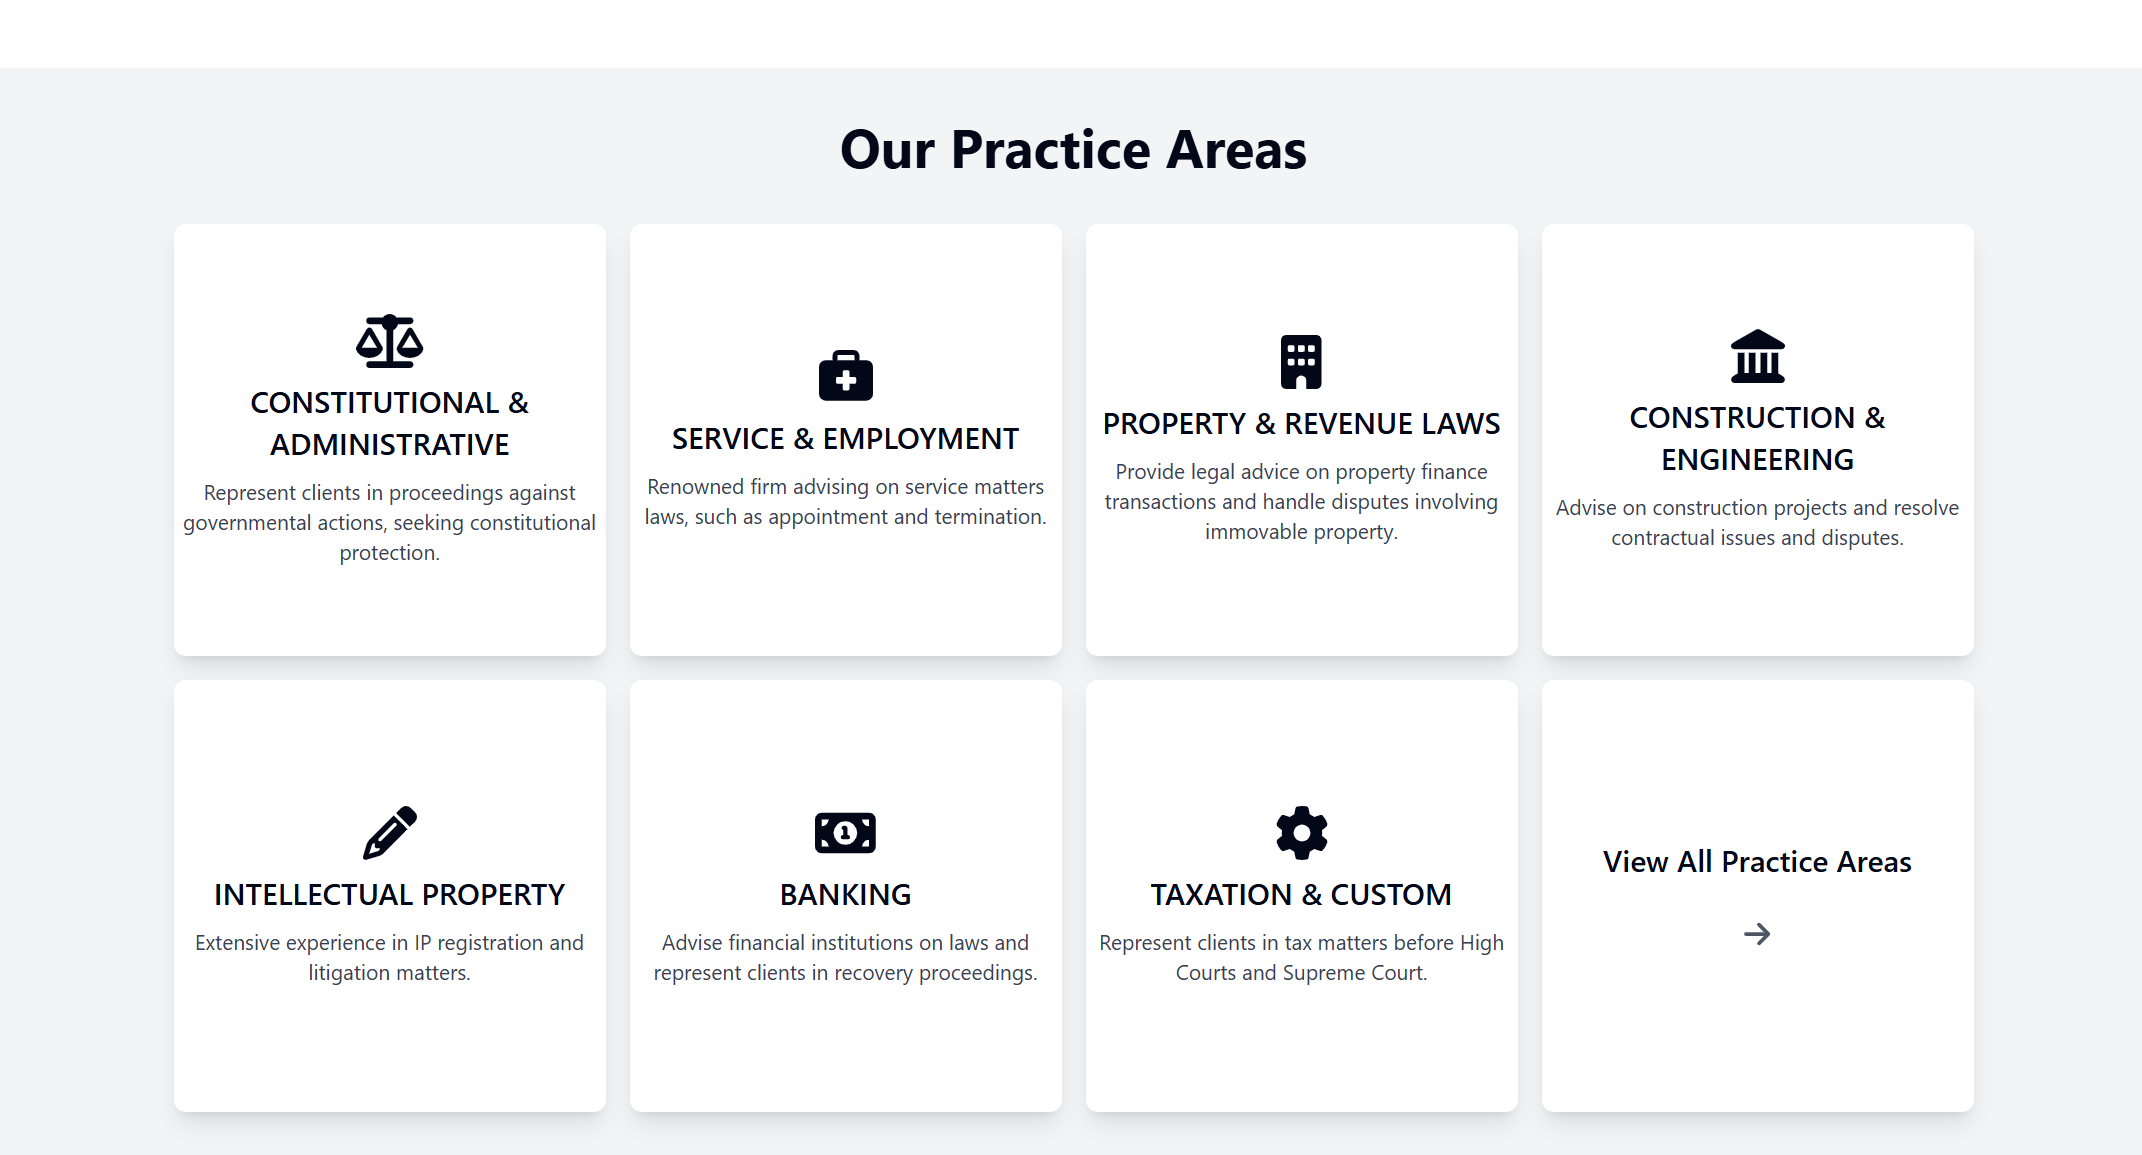 Our Practice Areas
CONSTITUTIONAL &
ADMINISTRATIVE
Represent clients in proceedings against
governmental actions, seeking constitutional
protection.
SERVICE & EMPLOYMENT
Renowned firm advising on service matters
laws, such as appointment and termination.
PROPERTY & REVENUE LAWS
Provide legal advice on property finance
transactions and handle disputes involving
immovable property.
CONSTRUCTION &
ENGINEERING
Advise on construction projects and resolve
contractual issues and disputes.
INTELLECTUAL PROPERTY
Extensive experience in IP registration and
litigation matters.
1
BANKING
Advise financial institutions on laws and
represent clients in recovery proceedings.
TAXATION & CUSTOM
Represent clients in tax matters before High
Courts and Supreme Court.
View All Practice Areas